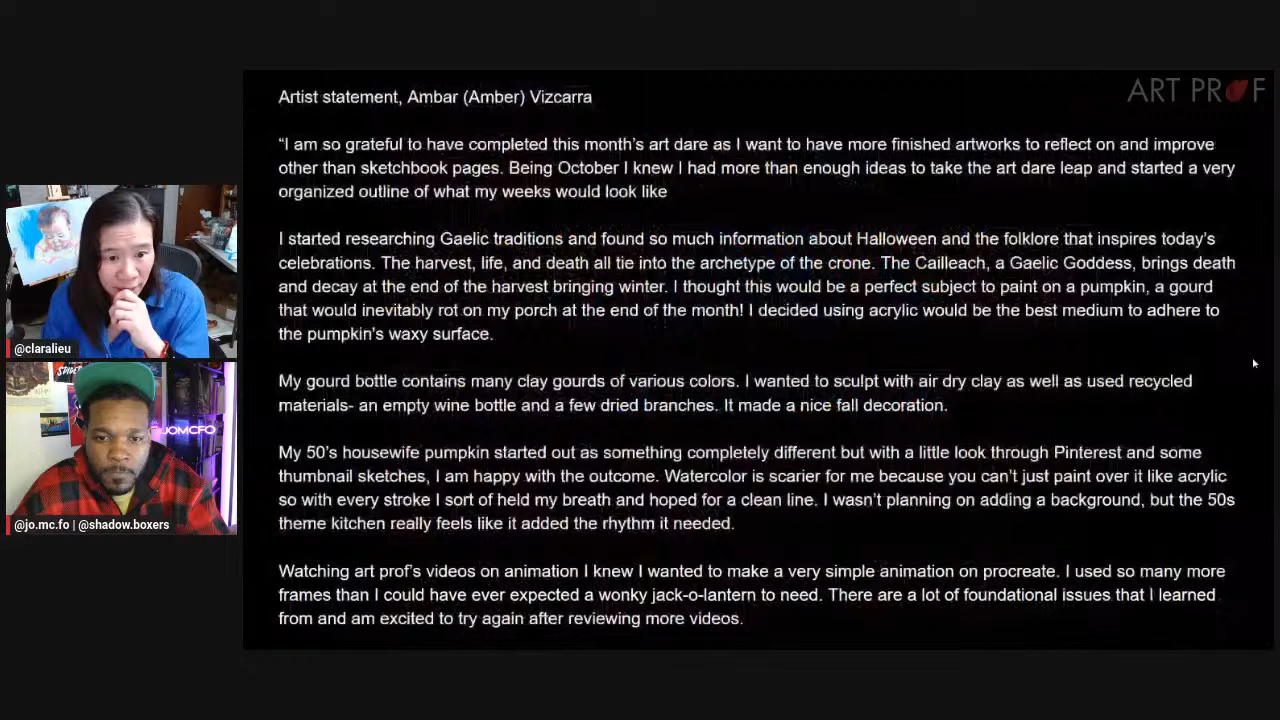 ART PROF
Artist statement, Ambar (Amber) Vizcarra
“I am so grateful to have completed this month's art dare as I want to have more finished artworks to reflect on and improve
other than sketchbook pages. Being October I knew I had more than enough ideas to take the art dare leap and started a very
organized outline of what my weeks would look like
I started researching Gaelic traditions and found so much information about Halloween and the folklore that inspires today's
celebrations. The harvest, life, and death all tie into the archetype of the crone. The Cailleach, a Gaelic Goddess, brings death
and decay at the end of the harvest bringing winter. I thought this would be a perfect subject to paint on a pumpkin, a gourd
that would inevitably rot on my porch at the end of the month! I decided using acrylic would be the best medium to adhere to
the pumpkin's waxy surface.
My gourd bottle contains many clay gourds of various colors. I wanted to sculpt with air dry clay as well as used recycled
materials- an empty wine bottle and a few dried branches. It made a nice fall decoration.
My 50's housewife pumpkin started out as something completely different but with a little look through Pinterest and some
thumbnail sketches, I am happy with the outcome. Watercolor is scarier for me because you can't just paint over it like acrylic
so with every stroke I sort of held my breath and hoped for a clean line. I wasn't planning on adding a background, but the 50s
theme kitchen really feels like it added the rhythm it needed.
Watching art prof's videos on animation I knew I wanted to make a very simple animation on procreate. I used so many more
frames than I could have ever expected a wonky jack-o-lantern to need. There are a lot of foundational issues that I learned
from and am excited to try again after reviewing more videos.
@claralieu
JOMCFO
@jo.mc.fo | @shadow.boxers